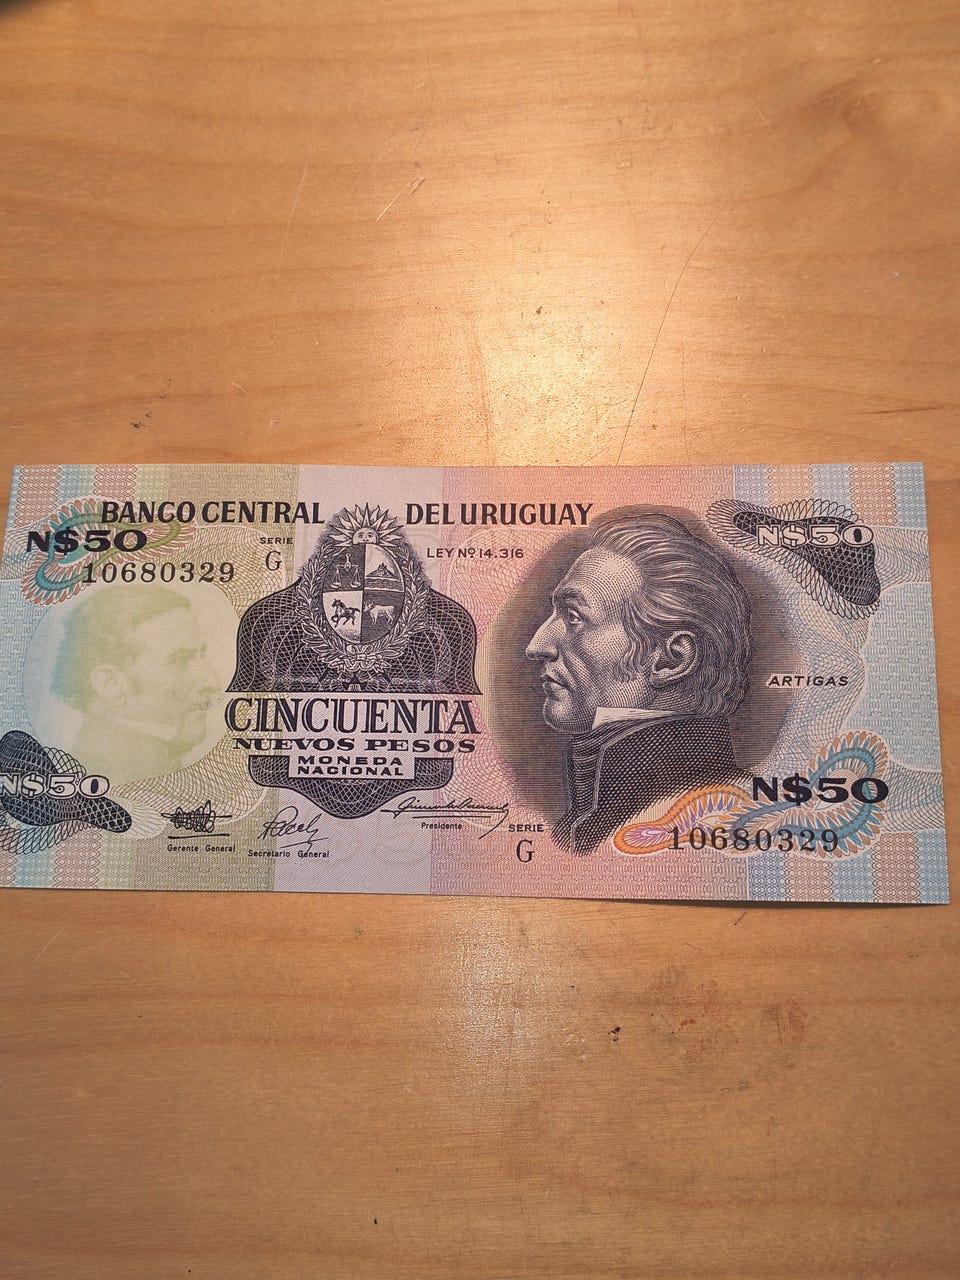 BANCO CENTRAL DEL URUGUAY
N$50
SERIE
G
LEY Nº 14.316
N$50
10680329
ARTIGAS
CINCUENTA
NUEVOS PESOS
MONEDA
NACIONAL
N$50
N$50
Gerente General
Secretario General
Presidente
SERIE
G
10680329